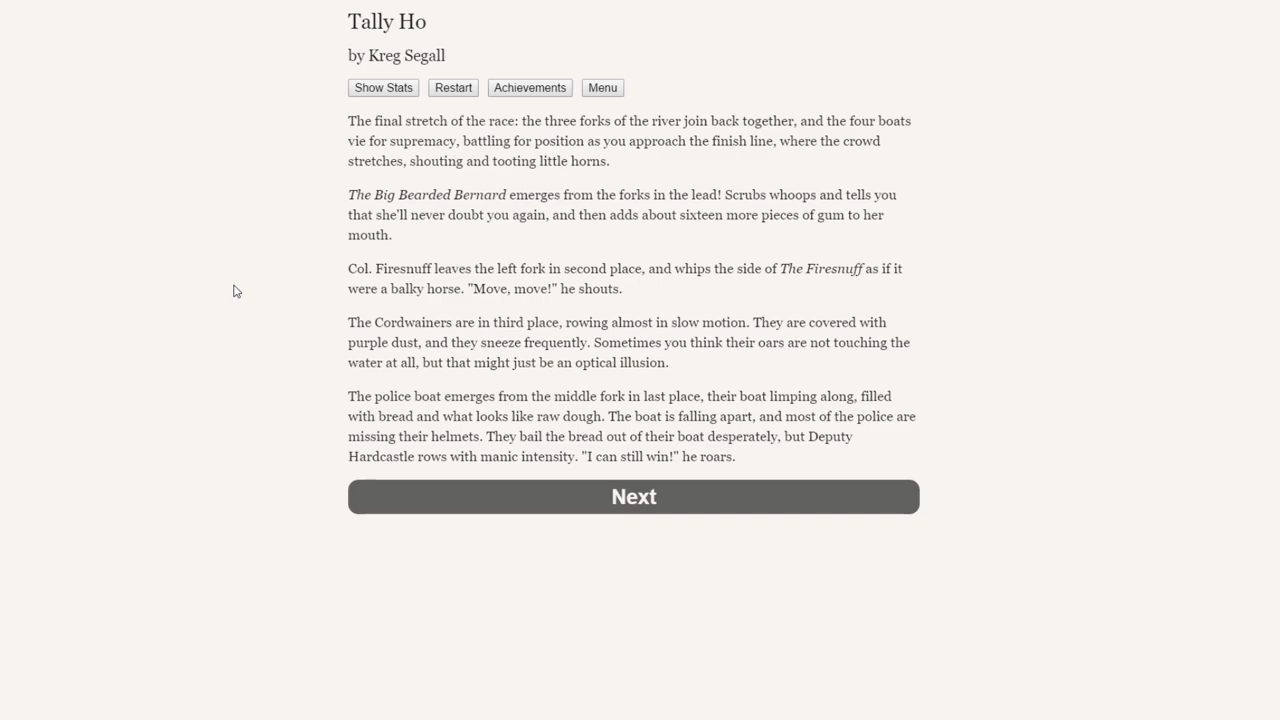 Tally Ho
by Kreg Segall
Show Stats Restart Achievements Menu
The final stretch of the race: the three forks of the river join back together, and the four boats
vie for supremacy, battling for position as you approach the finish line, where the crowd
stretches, shouting and tooting little horns.
The Big Bearded Bernard emerges from the forks in the lead! Scrubs whoops and tells you
that she'll never doubt you again, and then adds about sixteen more pieces of gum to her
mouth.
Col. Firesnuff leaves the left fork in second place, and whips the side of The Firesnuff as if it
were a balky horse. "Move, move!" he shouts.
The Cordwainers are in third place, rowing almost in slow motion. They are covered with
purple dust, and they sneeze frequently. Sometimes you think their oars are not touching the
water at all, but that might just be an optical illusion.
The police boat emerges from the middle fork in last place, their boat limping along, filled
with bread and what looks like raw dough. The boat is falling apart, and most of the police are
missing their helmets. They bail the bread out of their boat desperately, but Deputy
Hardcastle rows with manic intensity. "I can still win!" he roars.
Next